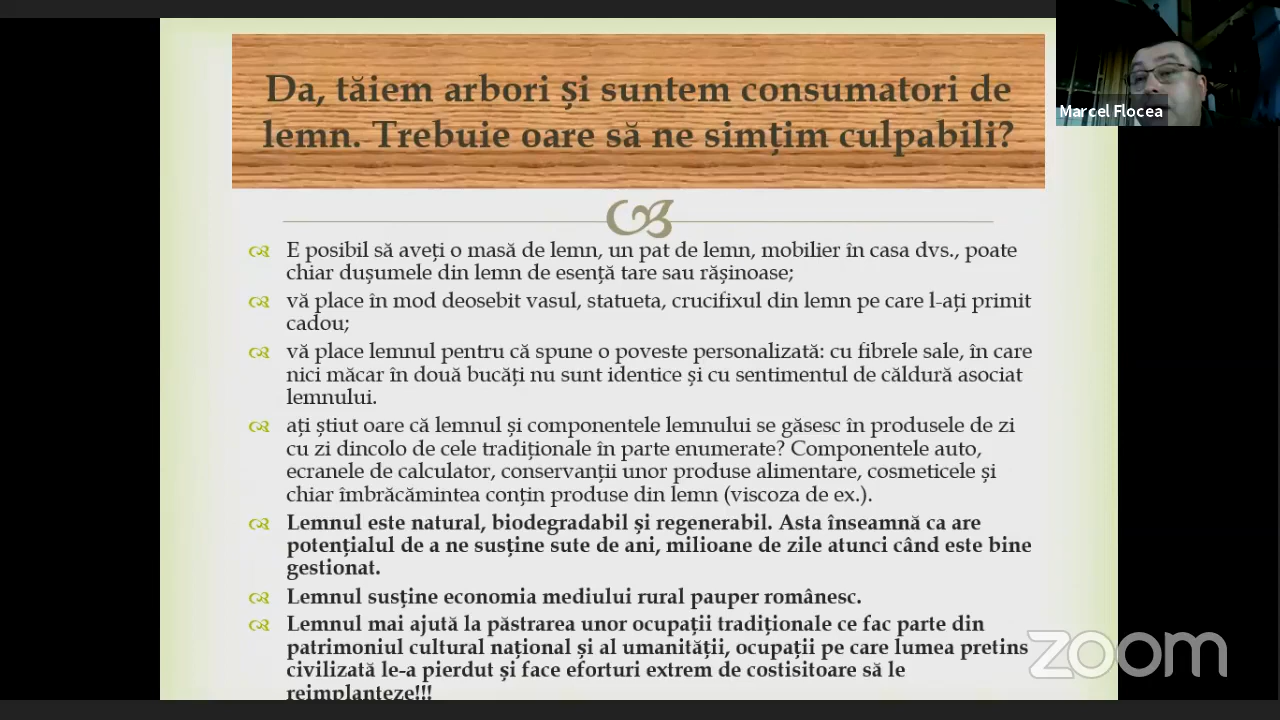 Da, tăiem arbori și suntem consumatori de
lemn. Trebuie oare să ne simțim culpabili?
Marcel Flocea
E posibil să aveți o masă de lemn, un pat de lemn, mobilier în casa dvs., poate
chiar dușumele din lemn de esență tare sau rășinoase;
vă place în mod deosebit vasul, statueta, crucifixul din lemn pe care l-ați primit
cadou;
vă place lemnul pentru că spune o poveste personalizată: cu fibrele sale, în care
nici măcar în două bucăți nu sunt identice și cu sentimentul de căldură asociat
lemnului.
ați știut oare că lemnul și componentele lemnului se găsesc în produsele de zi
cu zi dincolo de cele tradiționale în parte enumerate? Componentele auto,
ecranele de calculator, conservanții unor produse alimentare, cosmeticele și
chiar îmbrăcămintea conțin produse din lemn (viscoza de ex.).
Lemnul este natural, biodegradabil și regenerabil. Asta înseamnă ca are
potențialul de a ne susține sute de ani, milioane de zile atunci când este bine
gestionat.
Lemnul susține economia mediului rural pauper românesc.
Lemnul mai ajută la păstrarea unor ocupații tradiționale ce fac parte din
patrimoniul cultural național și al umanității, ocupații pe care lumea pretins
civilizată le-a pierdut și face eforturi extrem de costisitoare să le
reimplanteze!!!
zoom